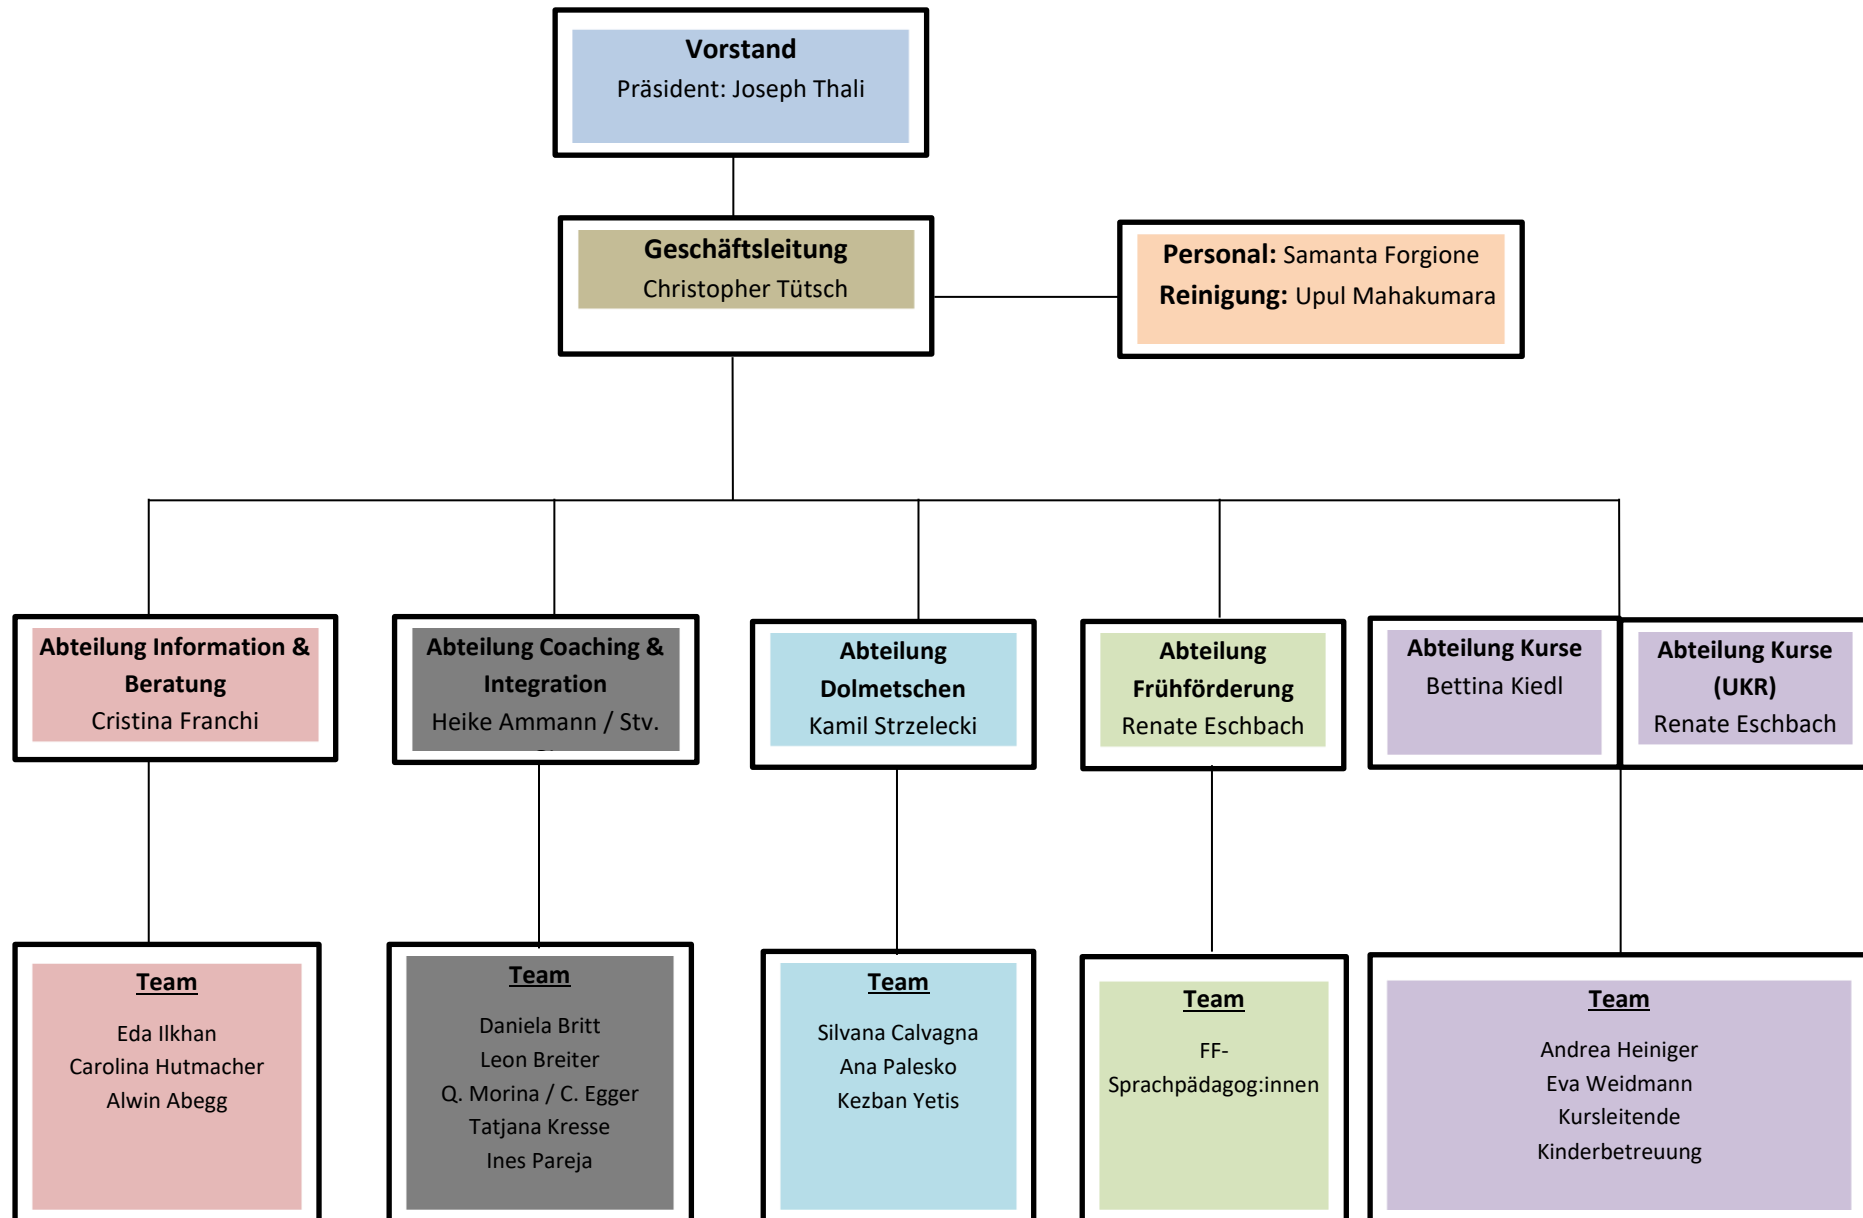 Vorstand
Präsident: Joseph Thali
Geschäftsleitung
Christopher Tütsch
Personal: Samanta Forgione
Reinigung: Upul Mahakumara
Abteilung Information &
Beratung
Cristina Franchi
Abteilung Coaching &
Integration
Heike Ammann / Stv.
Abteilung
Dolmetschen
Kamil Strzelecki
Abteilung
Frühförderung
Renate Eschbach
Abteilung Kurse
Bettina Kiedl
Abteilung Kurse
(UKR)
Renate Eschbach
Team
Eda Ilkhan
Carolina Hutmacher
Alwin Abegg
Team
Daniela Britt
Leon Breiter
Q. Morina / C. Egger
Tatjana Kresse
Ines Pareja
Team
Silvana Calvagna
Ana Palesko
Kezban Yetis
Team
FF-
Sprachpädagog:innen
Team
Andrea Heiniger
Eva Weidmann
Kursleitende
Kinderbetreuung